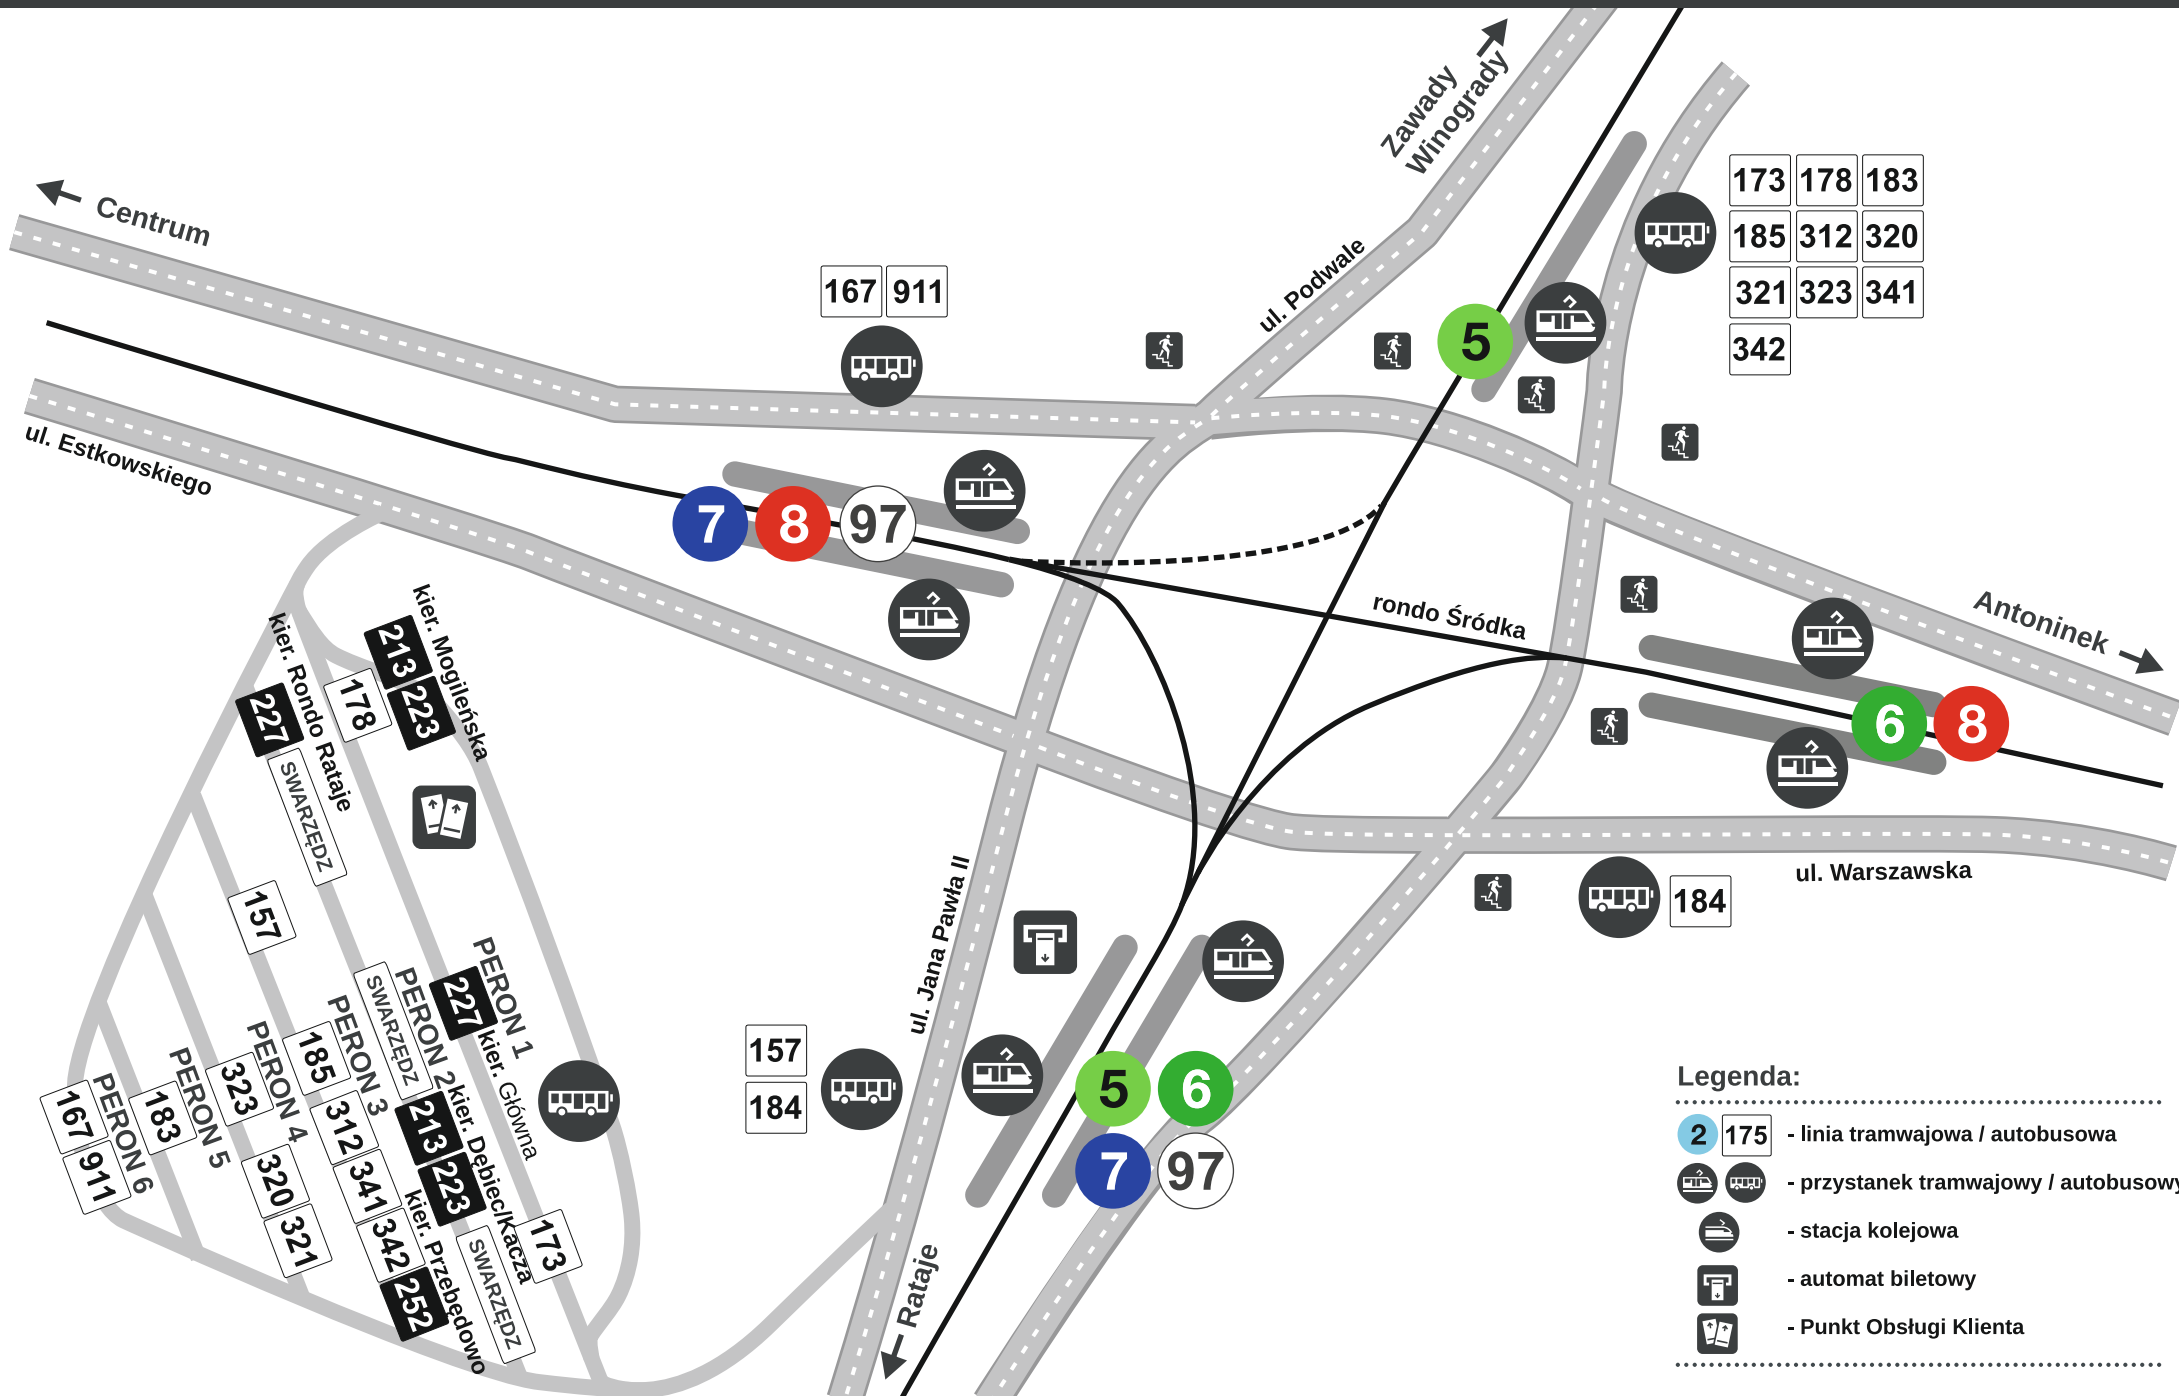 Zawady
Winogrady
Centrum
173 178 183
185 312 320
321 323 341
342
167 911
ul. Podwale
5
ul. Estkowskiego
7 8 97
rondo Śródka
Antoninek
6 8
kier. Mogileńska
213 223
178
kier. Rondo Rataje
227
SWARZĘDZ
157
ul. Warszawska
184
ul. Jana Pawła II
157
184
5 6
7 97
Rataje
PERON 1
227 kier. Główna
173
PERON 2
SWARZĘDZ
kier. Dębiec/Kacza
213 223
SWARZĘDZ
PERON 3
185
312
341
342
252
kier. Przebędowo
PERON 4
323
320
321
PERON 5
183
PERON 6
167
911
Legenda:
2 175 - linia tramwajowa / autobusowa
- przystanek tramwajowy / autobusowy
- stacja kolejowa
- automat biletowy
- Punkt Obsługi Klienta